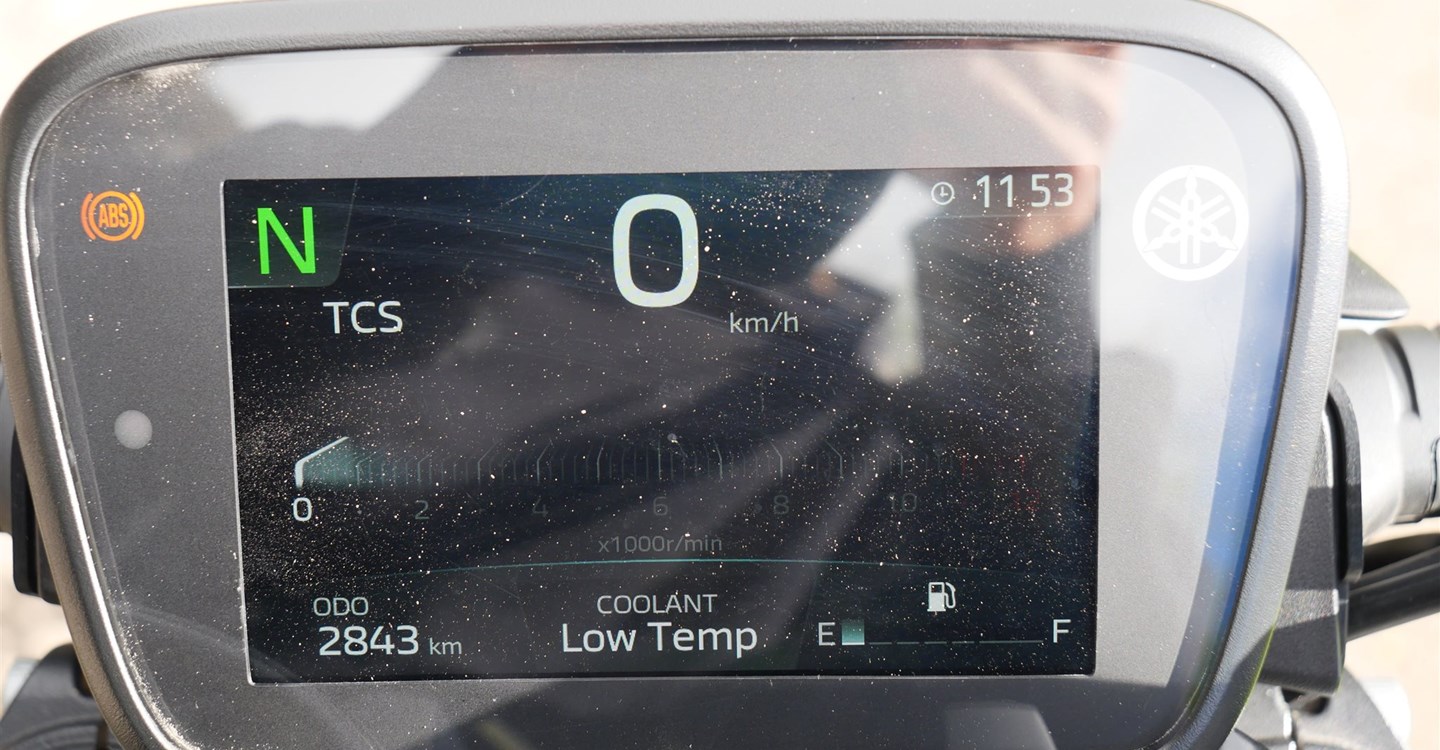 ABS
N
0
11 53
TCS
km/h
0 2 4 6 8 10
x1000r/min
ODO
2843 km
COOLANT
Low Temp
E F